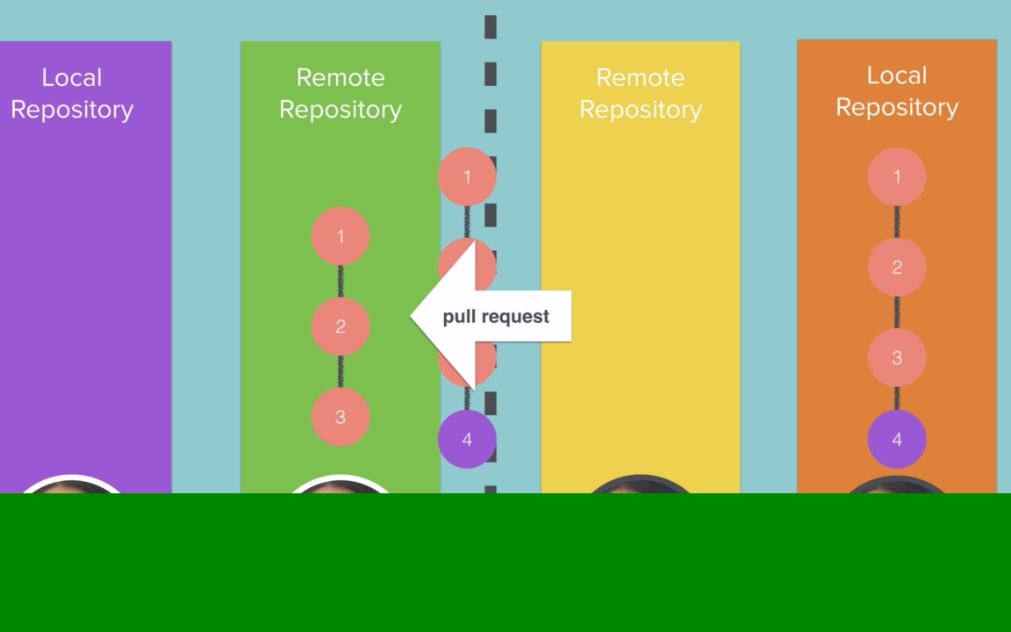 Local
Repository
Remote
Repository
Remote
Repository
Local
Repository
1
2
3
1
4
pull request
1
2
3
4